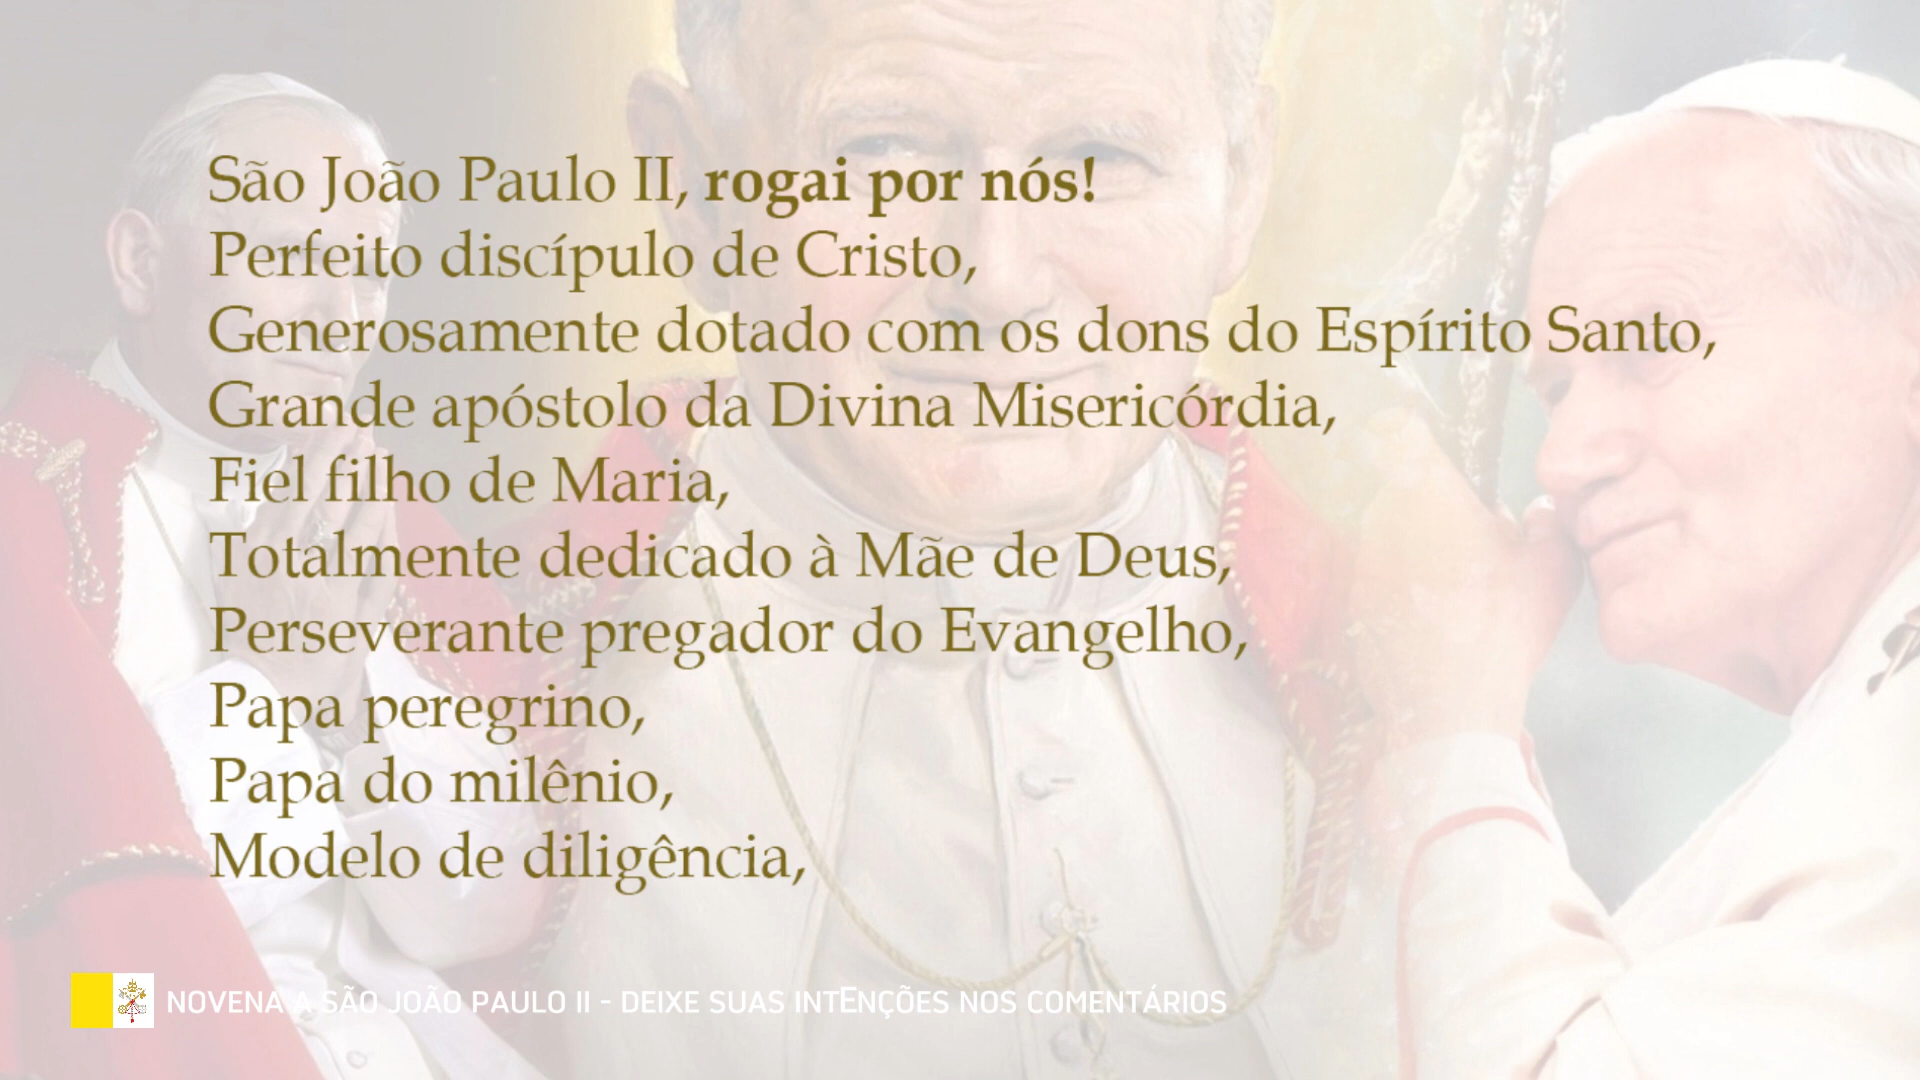 São João Paulo II, rogai por nós!
Perfeito discípulo de Cristo,
Generosamente dotado com os dons do Espírito Santo,
Grande apóstolo da Divina Misericórdia,
Fiel filho de Maria,
Totalmente dedicado à Mãe de Deus,
Perseverante pregador do Evangelho,
Papa peregrino,
Papa do milênio,
Modelo de diligência,
NOVENA A SÃO JOÃO PAULO II - DEIXE SUAS INTENÇÕES NOS COMENTÁRIOS